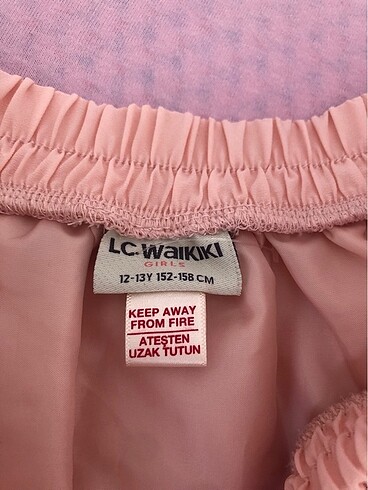 LC WAIKIKI
GIRLS
12-13Y 152-158 CM
KEEP AWAY
FROM FIRE
ATEŞTEN
UZAK TUTUN